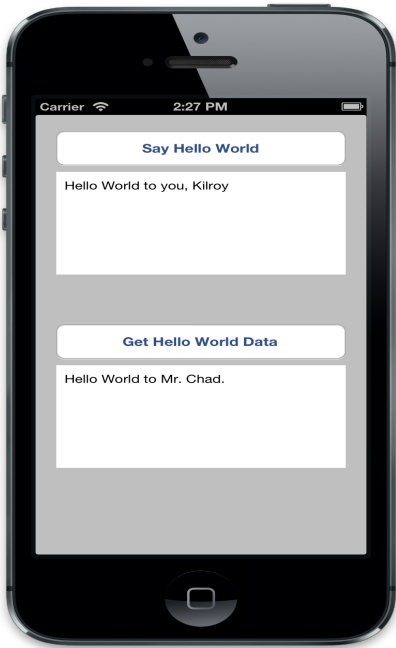 Carrier 2:27 PM
Say Hello World
Hello World to you, Kilroy
Get Hello World Data
Hello World to Mr. Chad.